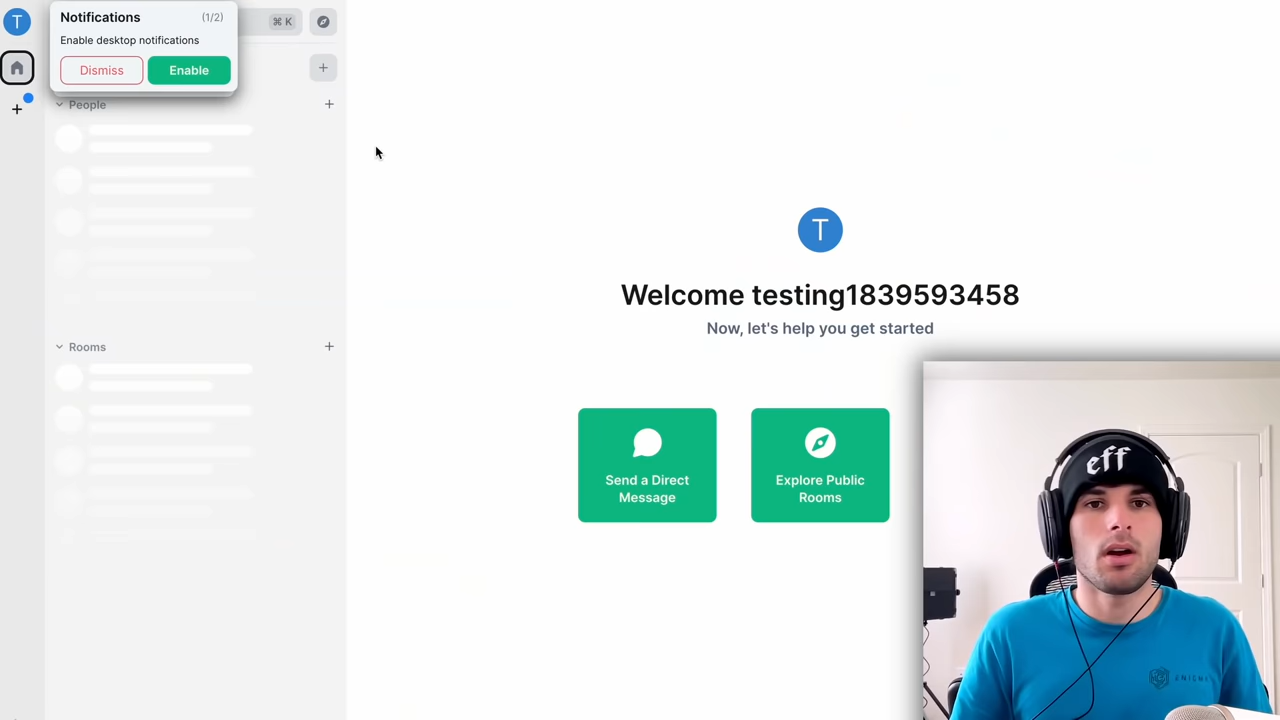 T
Notifications (1/2)
⌘ K
Enable desktop notifications
Dismiss Enable
+
+ People +
Rooms +
T
Welcome testing1839593458
Now, let's help you get started
Send a Direct
Message
Explore Public
Rooms
eff